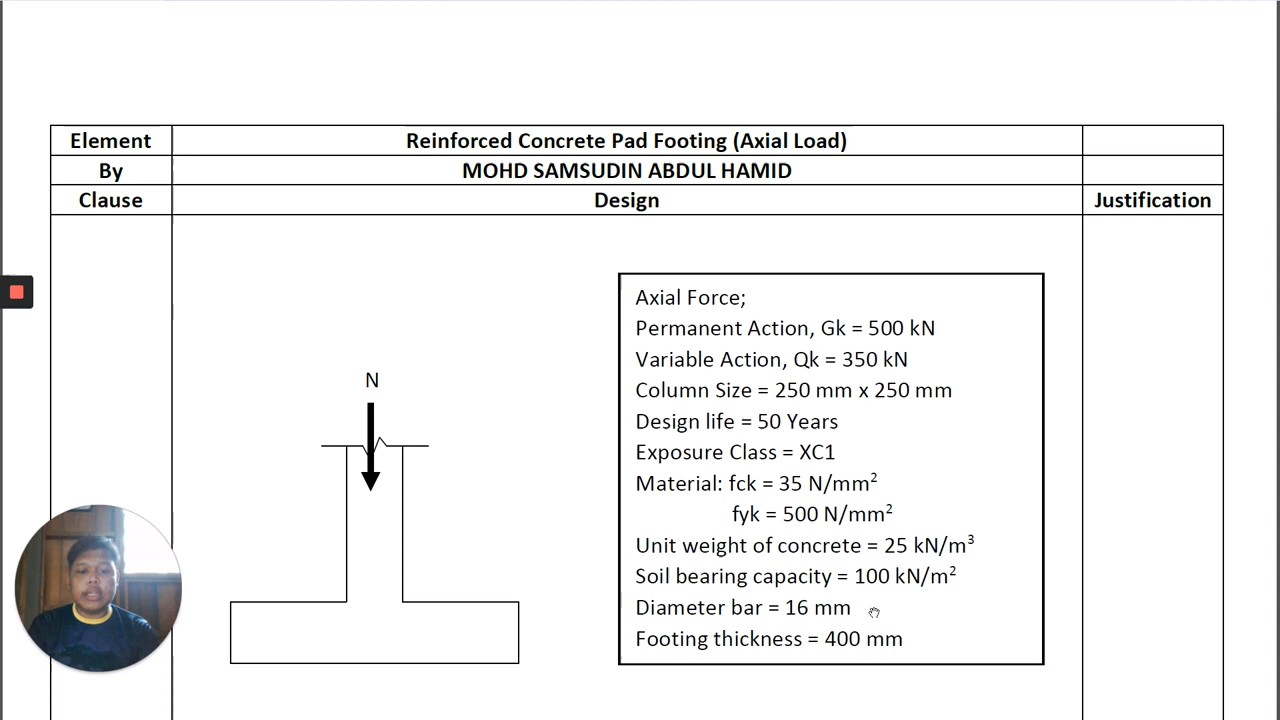 Element Reinforced Concrete Pad Footing (Axial Load)
By MOHD SAMSUDIN ABDUL HAMID
Clause Design Justification
N
Axial Force;
Permanent Action, Gk = 500 kN
Variable Action, Qk = 350 kN
Column Size = 250 mm x 250 mm
Design life = 50 Years
Exposure Class = XC1
Material: fck = 35 N/mm²
fyk = 500 N/mm²
Unit weight of concrete = 25 kN/m³
Soil bearing capacity = 100 kN/m²
Diameter bar = 16 mm
Footing thickness = 400 mm